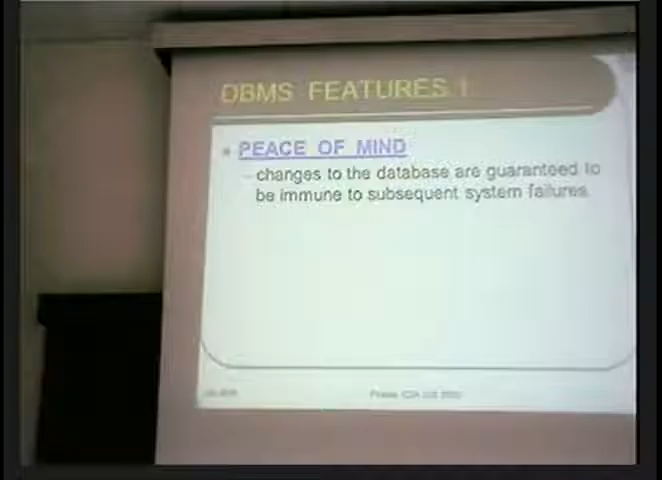 DBMS FEATURES 1
PEACE OF MIND
– changes to the database are guaranteed to
be immune to subsequent system failures